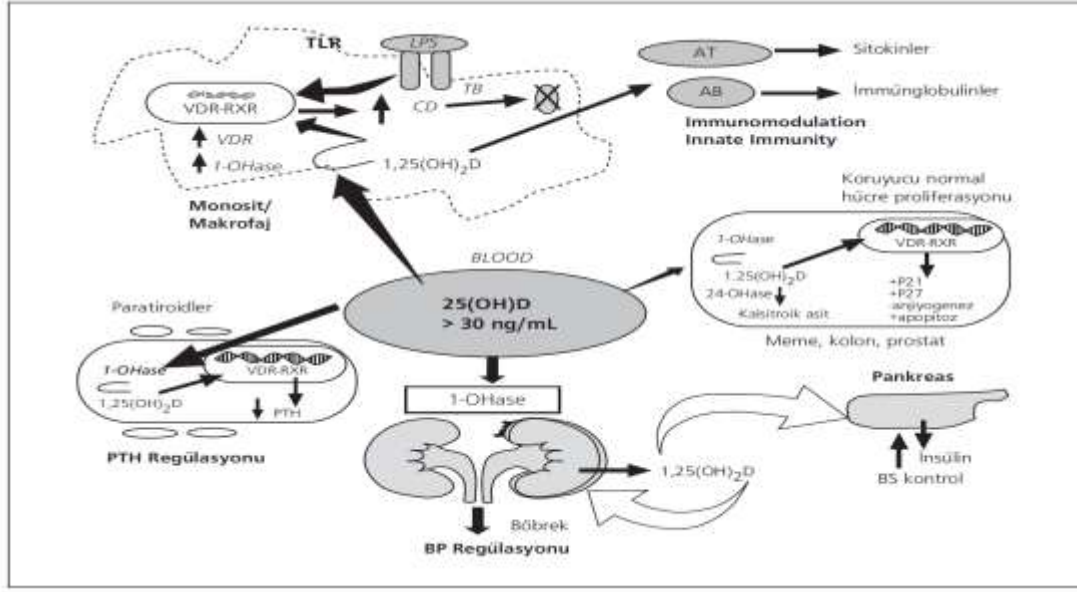 TLR
LPS
VDR-RXR
TB
CD
VDR
1-OHase
1,25(OH)2D
Monosit/
Makrofaj
AT
Sitokinler
AB
İmmünglobulinler
Immunomodulation
Innate Immunity
Koruyucu normal
hücre proliferasyonu
1-OHase
VDR-RXR
1.25(OH)2D
24-OHase
Kalsitroik asit
+P21
+P27
-anjiyogenez
+apopitoz
Meme, kolon, prostat
BLOOD
25(OH)D
> 30 ng/mL
Paratiroidler
1-OHase
VDR-RXR
1,25(OH)2D
PTH
PTH Regülasyonu
1-OHase
1,25(OH)2D
Böbrek
BP Regülasyonu
Pankreas
İnsülin
BS kontrol